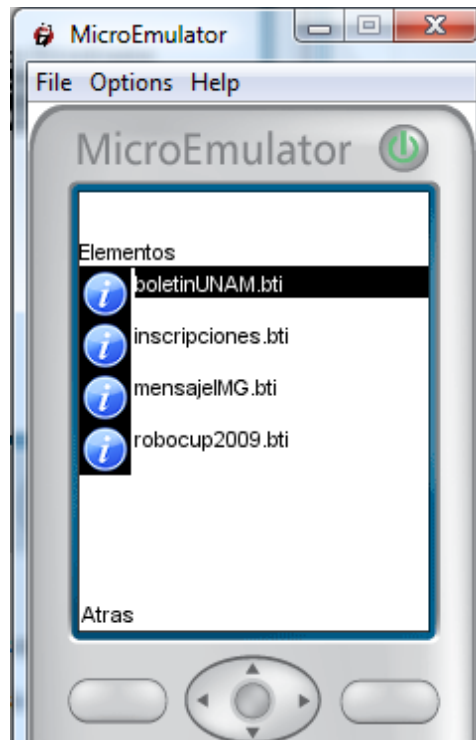 MicroEmulator
File Options Help
MicroEmulator
Elementos
boletinUNAM.bti
inscripciones.bti
mensajeIMG.bti
robocup2009.bti
Atras